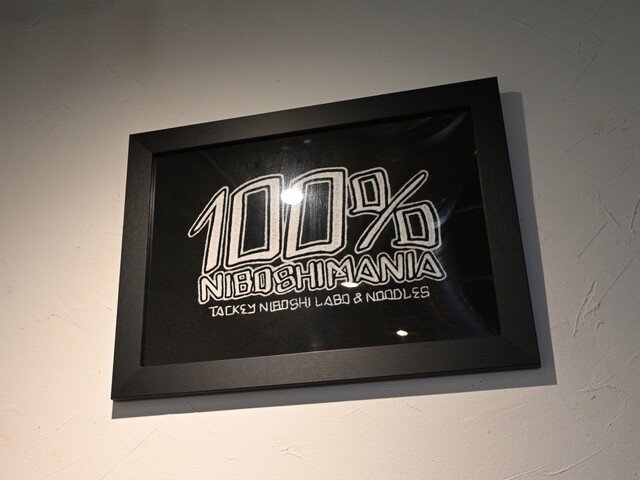 100%
NIBOSHIMANIA
TACKEY NIBOSHI LABO & NOODLES